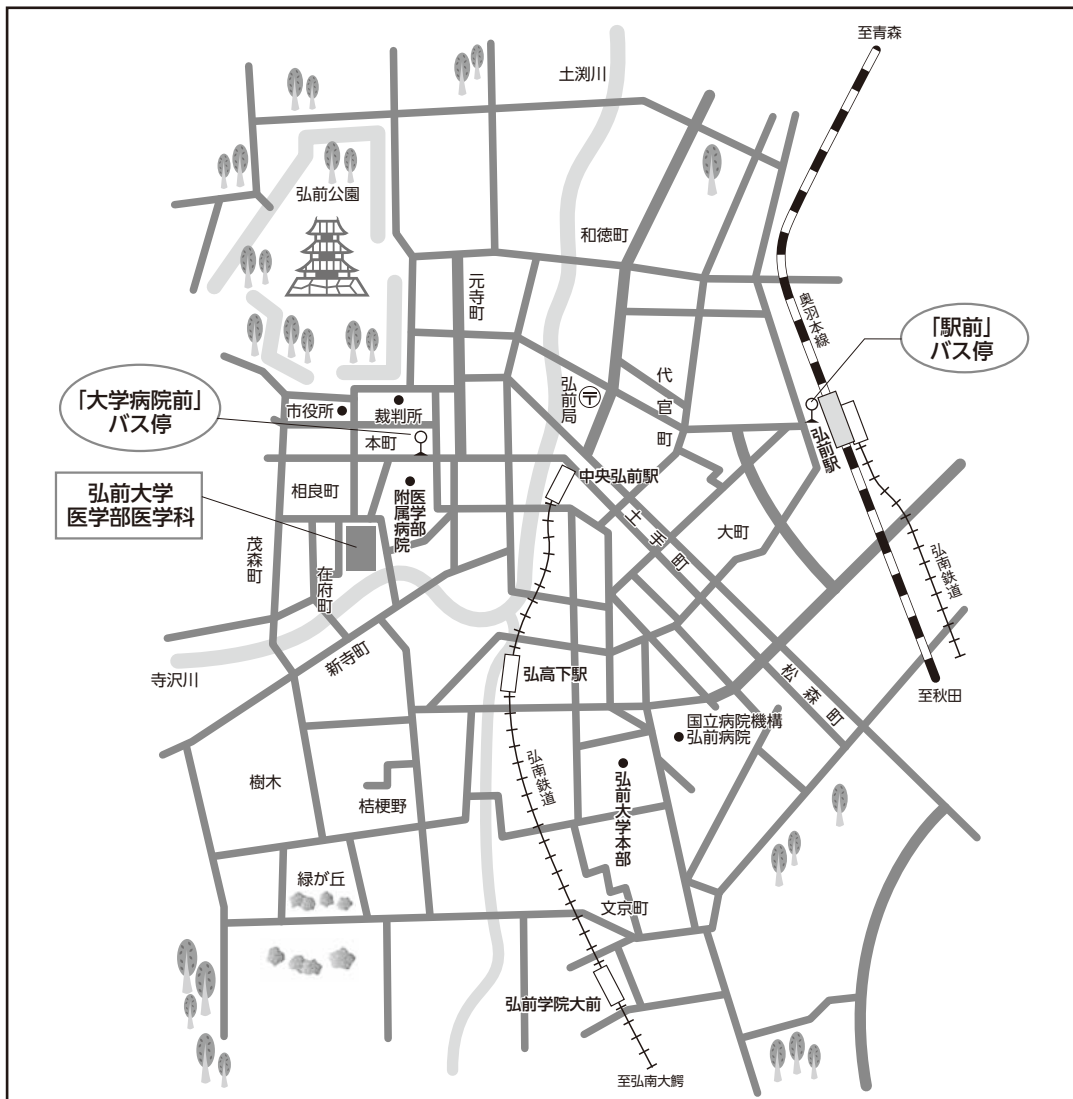 至青森
土渕川
弘前公園
和徳町
元寺町
奥羽本線
「駅前」
バス停
「大学病院前」
バス停
市役所
裁判所
弘前局
代官町
弘前駅
本町
中央弘前駅
弘前大学
医学部医学科
相良町
医学部
附属病院
土手町
大町
茂森町
在府町
弘南鉄道
新寺町
寺沢川
弘高下駅
松森町
至秋田
国立病院機構
弘前病院
弘南鉄道
樹木
桔梗野
弘前大学本部
緑が丘
文京町
弘前学院大前
至弘南大鰐